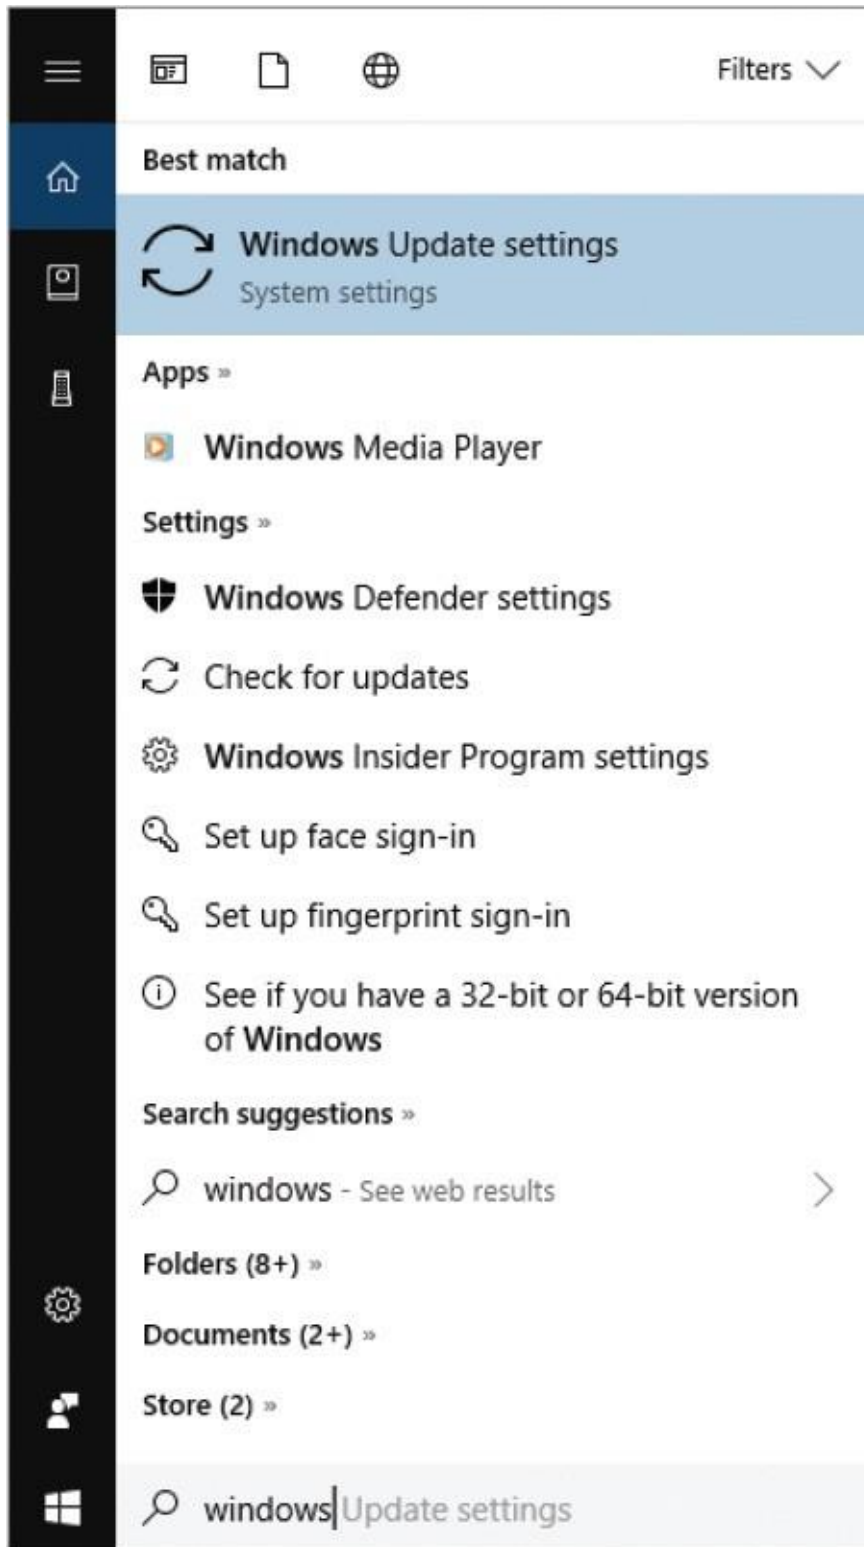 Filters
Best match
Windows Update settings
System settings
Apps »
Windows Media Player
Settings »
Windows Defender settings
Check for updates
Windows Insider Program settings
Set up face sign-in
Set up fingerprint sign-in
See if you have a 32-bit or 64-bit version
of Windows
Search suggestions »
windows - See web results
Folders (8+) »
Documents (2+) »
Store (2) »
windows Update settings